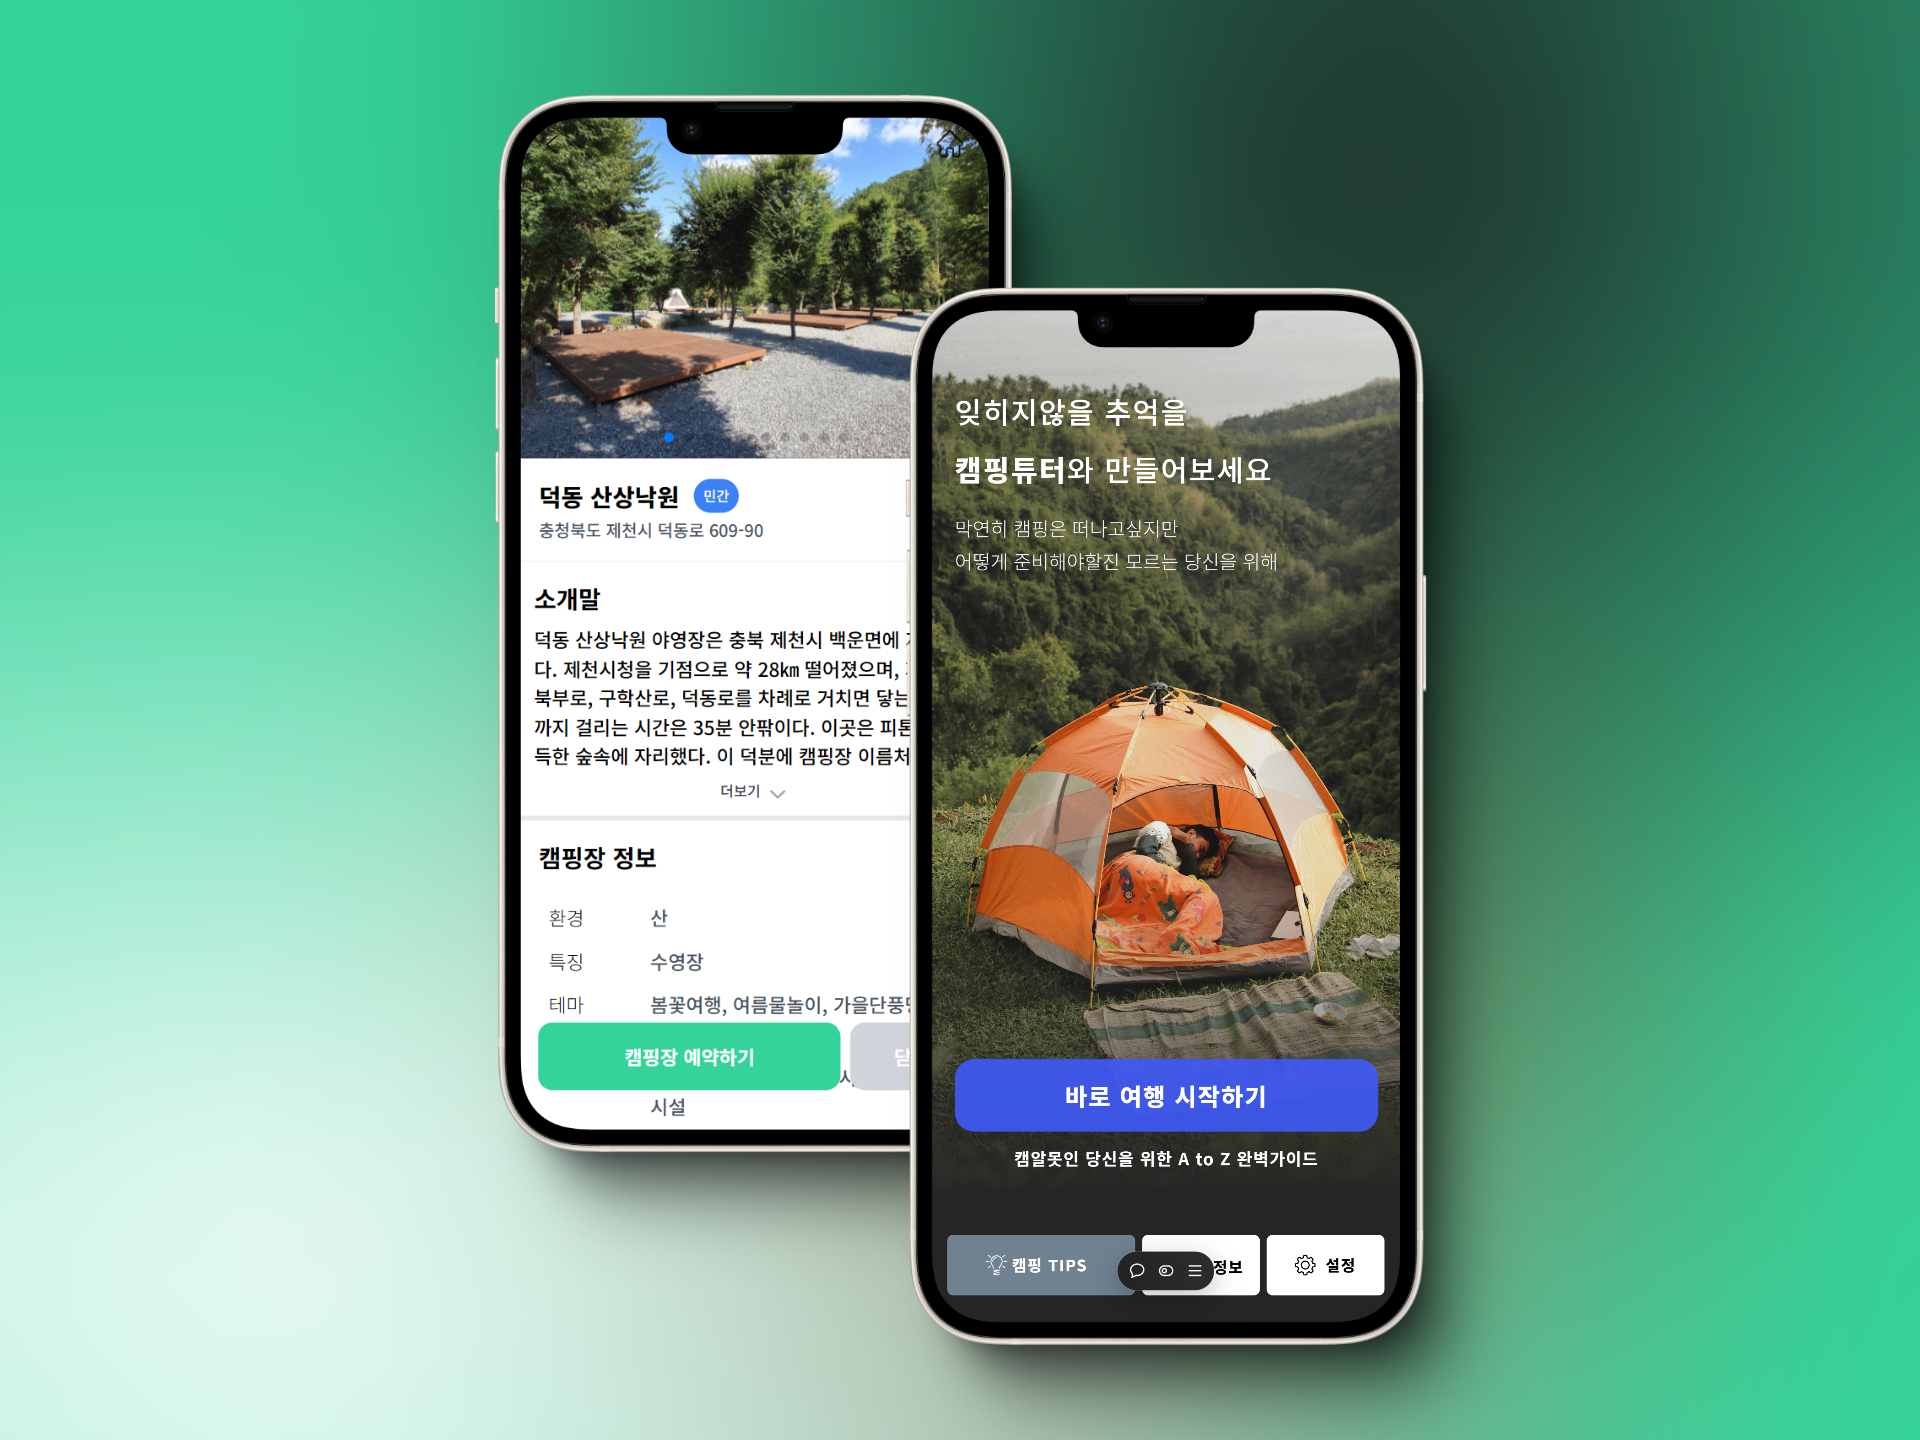 덕동 산상낙원 민간
충청북도 제천시 덕동로 609-90
소개말
덕동 산상낙원 야영장은 충북 제천시 백운면에
다. 제천시청을 기점으로 약 28km 떨어졌으며,
북부로, 구학산로, 덕동로를 차례로 거치면 닿는
까지 걸리는 시간은 35분 안팎이다. 이곳은 피톤
득한 숲속에 자리했다. 이 덕분에 캠핑장 이름처
더보기
캠핑장 정보
환경 산
특징 수영장
테마 봄꽃여행, 여름물놀이, 가을단풍
캠핑장 예약하기
시설
잊히지않을 추억을
캠핑튜터와 만들어보세요
막연히 캠핑은 떠나고싶지만
어떻게 준비해야할진 모르는 당신을 위해
바로 여행 시작하기
캠알못인 당신을 위한 A to Z 완벽가이드
캠핑 TIPS
정보
설정